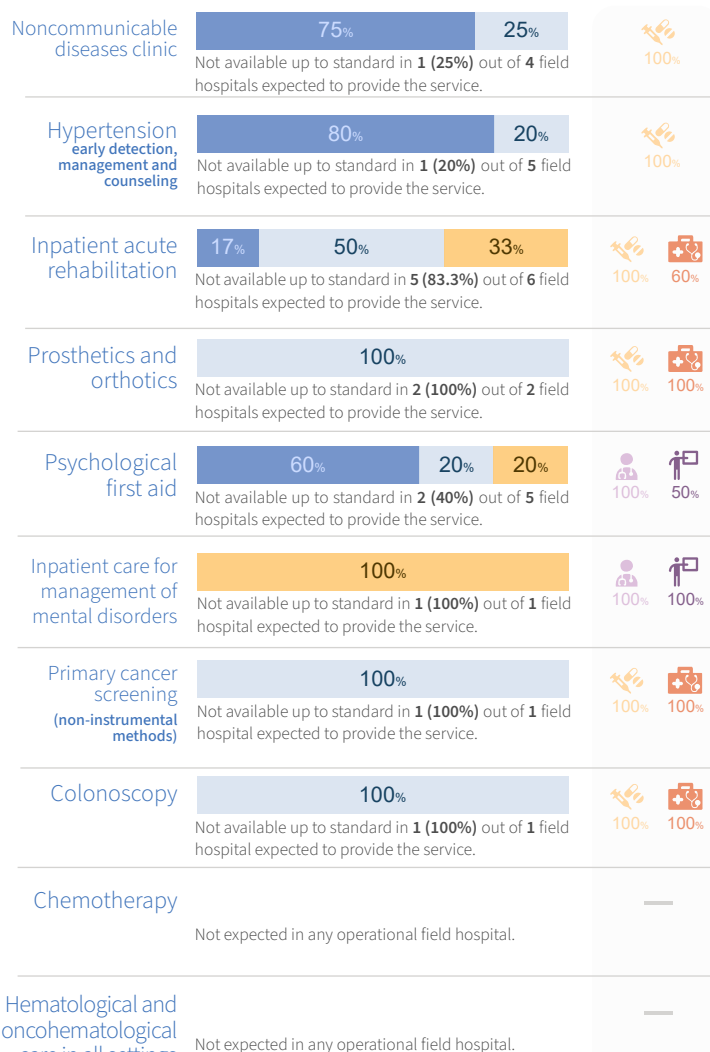 Noncommunicable
diseases clinic
75%
25%
Not available up to standard in 1 (25%) out of 4 field
hospitals expected to provide the service.
100%
Hypertension
early detection,
management and
counseling
80%
20%
Not available up to standard in 1 (20%) out of 5 field
hospitals expected to provide the service.
100%
Inpatient acute
rehabilitation
17%
50%
33%
Not available up to standard in 5 (83.3%) out of 6 field
hospitals expected to provide the service.
100%
60%
Prosthetics and
orthotics
100%
Not available up to standard in 2 (100%) out of 2 field
hospitals expected to provide the service.
100%
100%
Psychological
first aid
60%
20%
20%
Not available up to standard in 2 (40%) out of 5 field
hospitals expected to provide the service.
100%
50%
Inpatient care for
management of
mental disorders
100%
Not available up to standard in 1 (100%) out of 1 field
hospital expected to provide the service.
100%
100%
Primary cancer
screening
(non-instrumental
methods)
100%
Not available up to standard in 1 (100%) out of 1 field
hospital expected to provide the service.
100%
100%
Colonoscopy
100%
Not available up to standard in 1 (100%) out of 1 field
hospital expected to provide the service.
100%
100%
Chemotherapy
Not expected in any operational field hospital.
Hematological and
oncohematological
care in all settings
Not expected in any operational field hospital.